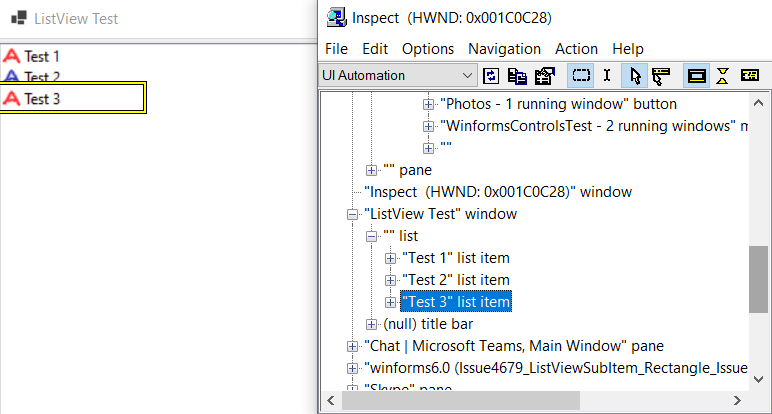 ListView Test
Test 1
Test 2
Test 3
Inspect (HWND: 0x001C0C28)
File Edit Options Navigation Action Help
UI Automation
"Photos - 1 running window" button
"WinformsControlsTest - 2 running windows" m
""
"" pane
"Inspect (HWND: 0x001C0C28)" window
"ListView Test" window
"" list
"Test 1" list item
"Test 2" list item
"Test 3" list item
(null) title bar
"Chat | Microsoft Teams, Main Window" pane
"winforms6.0 (Issue4679_ListViewSubItem_Rectangle_Issue
"Skype" pane